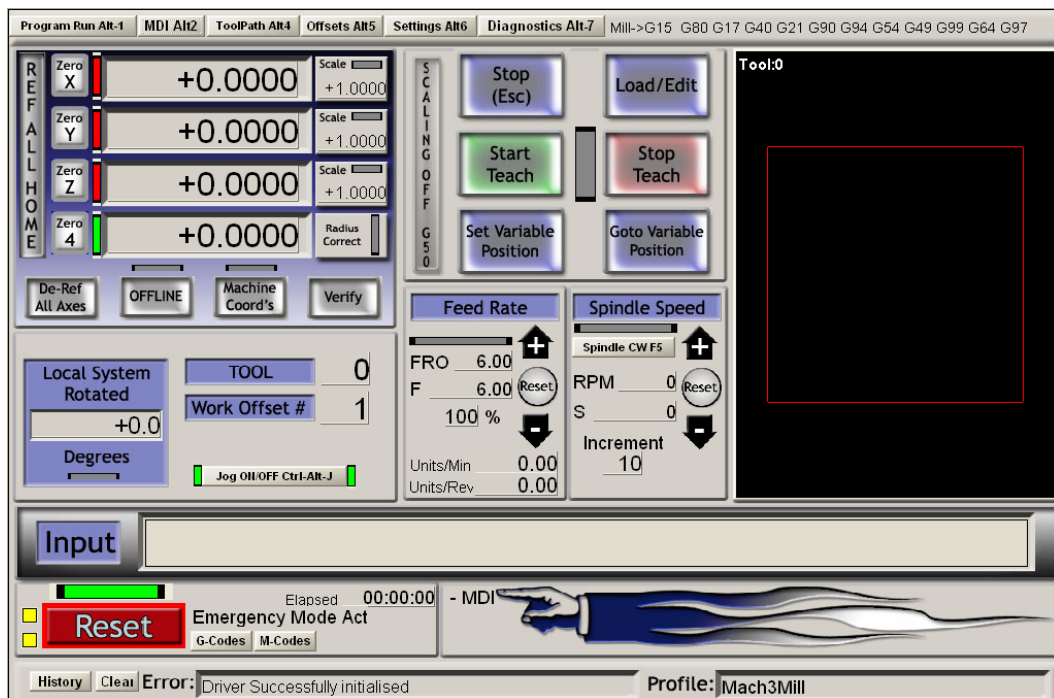 Program Run Alt-1 MDI Alt2 ToolPath Alt4 Offsets Alt5 Settings Alt6 Diagnostics Alt-7 Mill->G15 G80 G17 G40 G21 G90 G94 G54 G49 G99 G64 G97
REF ALL HOME
Zero X +0.0000 Scale +1.0000
Zero Y +0.0000 Scale +1.0000
Zero Z +0.0000 Scale +1.0000
Zero 4 +0.0000 Radius Correct
De-Ref All Axes OFFLINE Machine Coord's Verify
SCALING OFF G50
Stop (Esc) Load/Edit
Start Teach Stop Teach
Set Variable Position Goto Variable Position
Tool:0
Local System Rotated
+0.0
Degrees
TOOL 0
Work Offset # 1
Jog ON/OFF Ctrl-Alt-J
Feed Rate
FRO 6.00
F 6.00 Reset
100 %
Units/Min 0.00
Units/Rev 0.00
Spindle Speed
Spindle CW F5
RPM 0 Reset
S 0
Increment
10
Input
Reset
Elapsed 00:00:00
Emergency Mode Act
G-Codes M-Codes
- MDI
History Clear Error: Driver Successfully initialised Profile: Mach3Mill